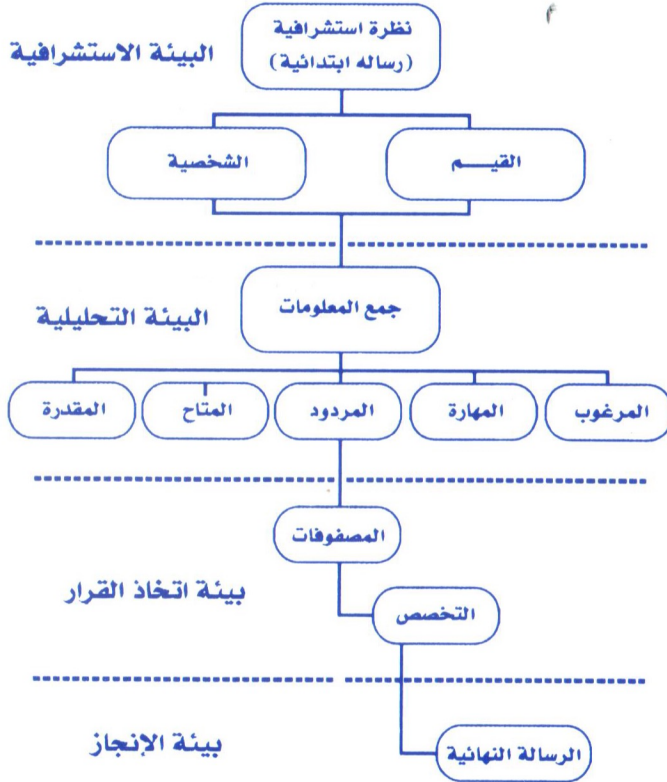 نظرة استشرافية
(رساله ابتدائية)
البيئة الاستشرافية
القيـــم
الشخصية
جمع المعلومات
البيئة التحليلية
المرغوب
المهارة
المردود
المتاح
المقدرة
المصفوفات
بيئة اتخاذ القرار
التخصص
الرسالة النهائية
بيئة الإنجاز